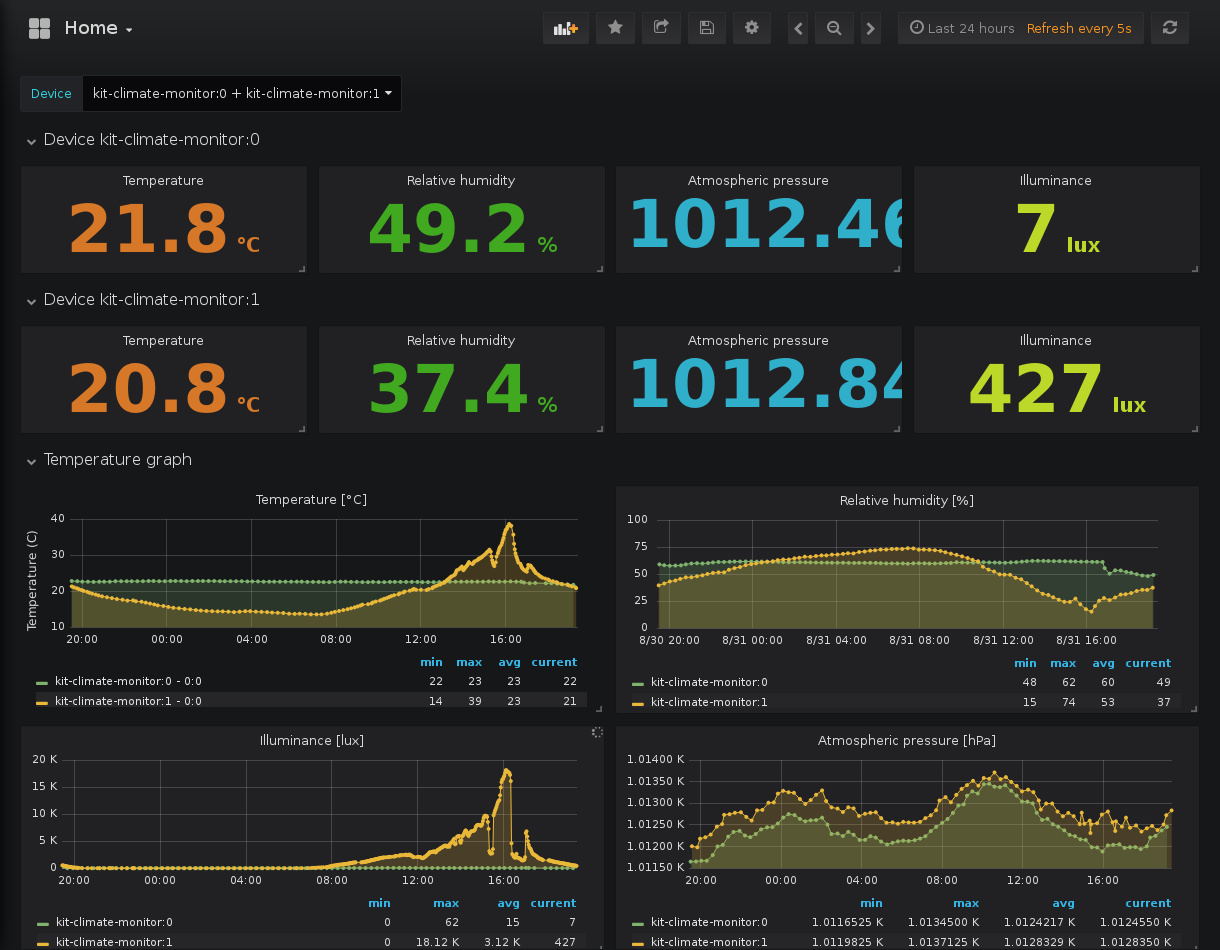 Home
Last 24 hours Refresh every 5s
Device kit-climate-monitor:0 + kit-climate-monitor:1
Device kit-climate-monitor:0
Temperature Relative humidity Atmospheric pressure Illuminance
21.8 °C 49.2 % 1012.46 7 lux
Device kit-climate-monitor:1
Temperature Relative humidity Atmospheric pressure Illuminance
20.8 °C 37.4 % 1012.84 427 lux
Temperature graph
Temperature [°C]
Temperature (C)
40
30
20
10
20:00 00:00 04:00 08:00 12:00 16:00
min max avg current
kit-climate-monitor:0 - 0:0 22 23 23 22
kit-climate-monitor:1 - 0:0 14 39 23 21
Relative humidity [%]
100
75
50
25
0
8/30 20:00 8/31 00:00 8/31 04:00 8/31 08:00 8/31 12:00 8/31 16:00
min max avg current
kit-climate-monitor:0 48 62 60 49
kit-climate-monitor:1 15 74 53 37
Illuminance [lux]
20 K
15 K
10 K
5 K
0
20:00 00:00 04:00 08:00 12:00 16:00
min max avg current
kit-climate-monitor:0 0 62 15 7
kit-climate-monitor:1 0 18.12 K 3.12 K 427
Atmospheric pressure [hPa]
1.01400 K
1.01350 K
1.01300 K
1.01250 K
1.01200 K
1.01150 K
20:00 00:00 04:00 08:00 12:00 16:00
min max avg current
kit-climate-monitor:0 1.0116525 K 1.0134500 K 1.0124217 K 1.0124550 K
kit-climate-monitor:1 1.0119825 K 1.0137125 K 1.0128329 K 1.0128350 K